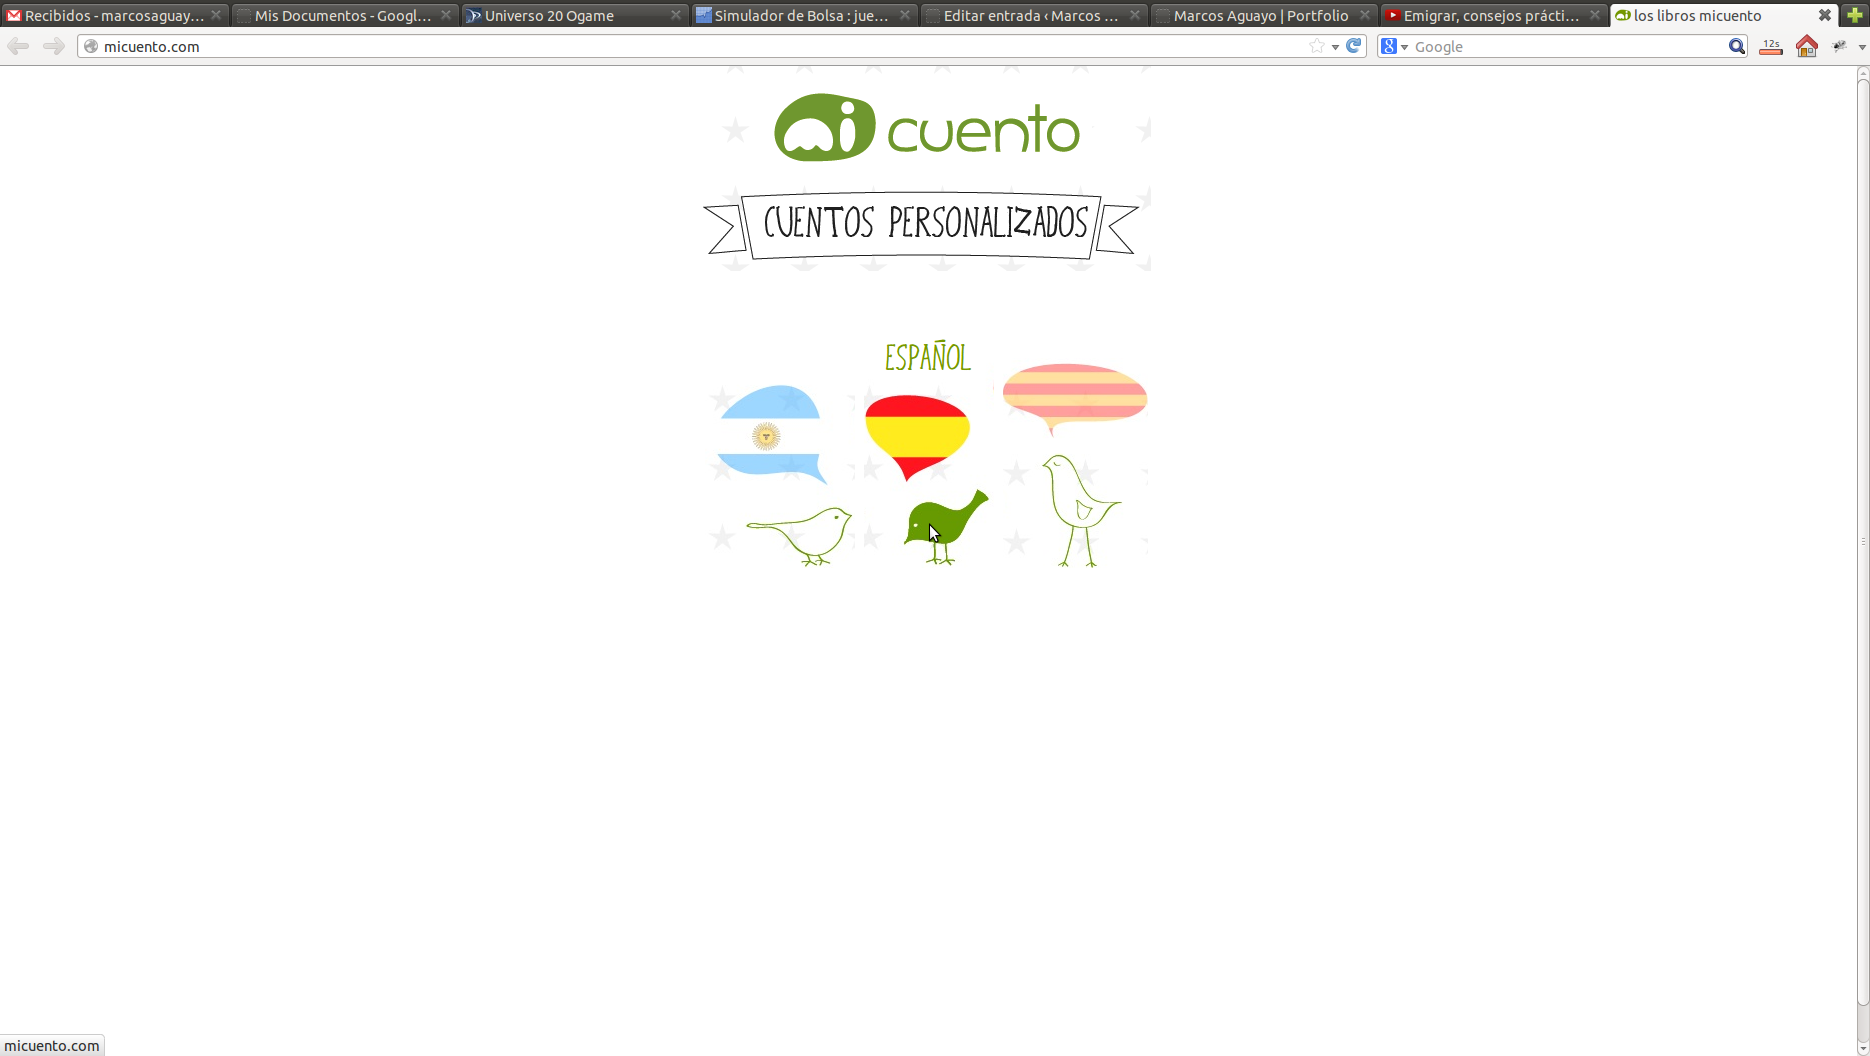 Recibidos - marcosaguay...
Mis Documentos - Googl...
Universo 20 Ogame
Simulador de Bolsa : jue...
Editar entrada ‹ Marcos ...
Marcos Aguayo | Portfolio
Emigrar, consejos prácti...
los libros micuento
micuento.com
Google
12s
mi cuento
CUENTOS PERSONALIZADOS
ESPAÑOL
micuento.com